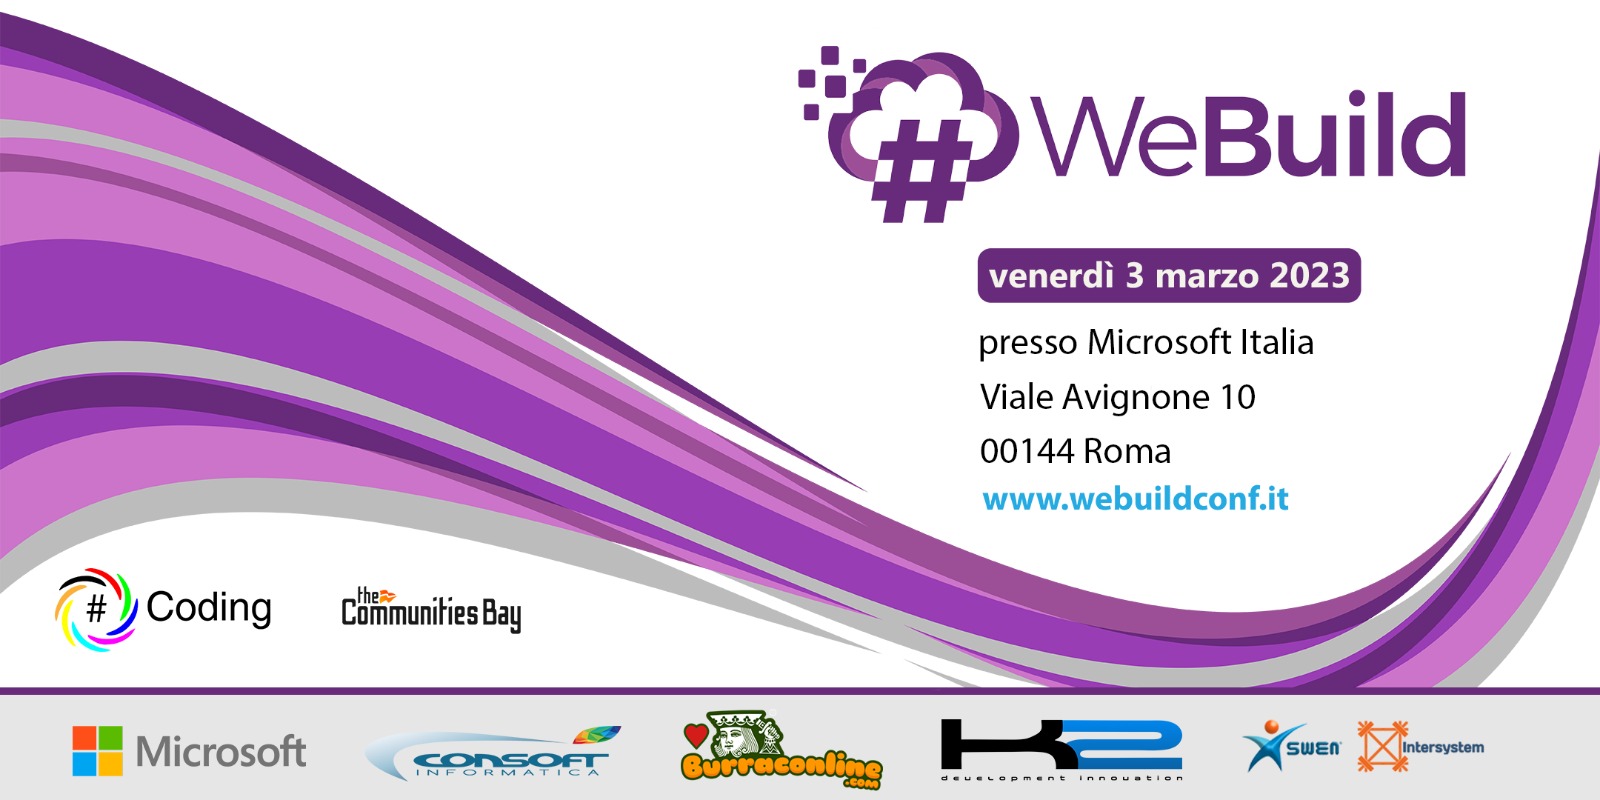 # WeBuild
venerdì 3 marzo 2023
presso Microsoft Italia
Viale Avignone 10
00144 Roma
www.webuildconf.it
# Coding
the
Communities Bay
Microsoft
CONSOFT
INFORMATICA
Burraconline
.com
K2
development innovation
SWEN
Intersystem